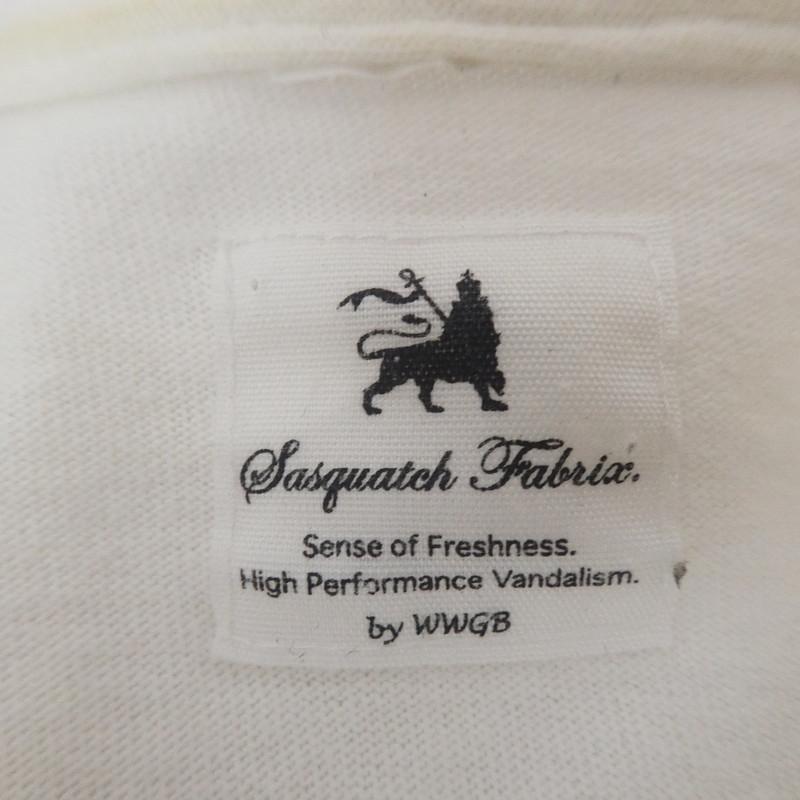 Sasquatch Fabrix.
Sense of Freshness.
High Performance Vandalism.
by WWGB